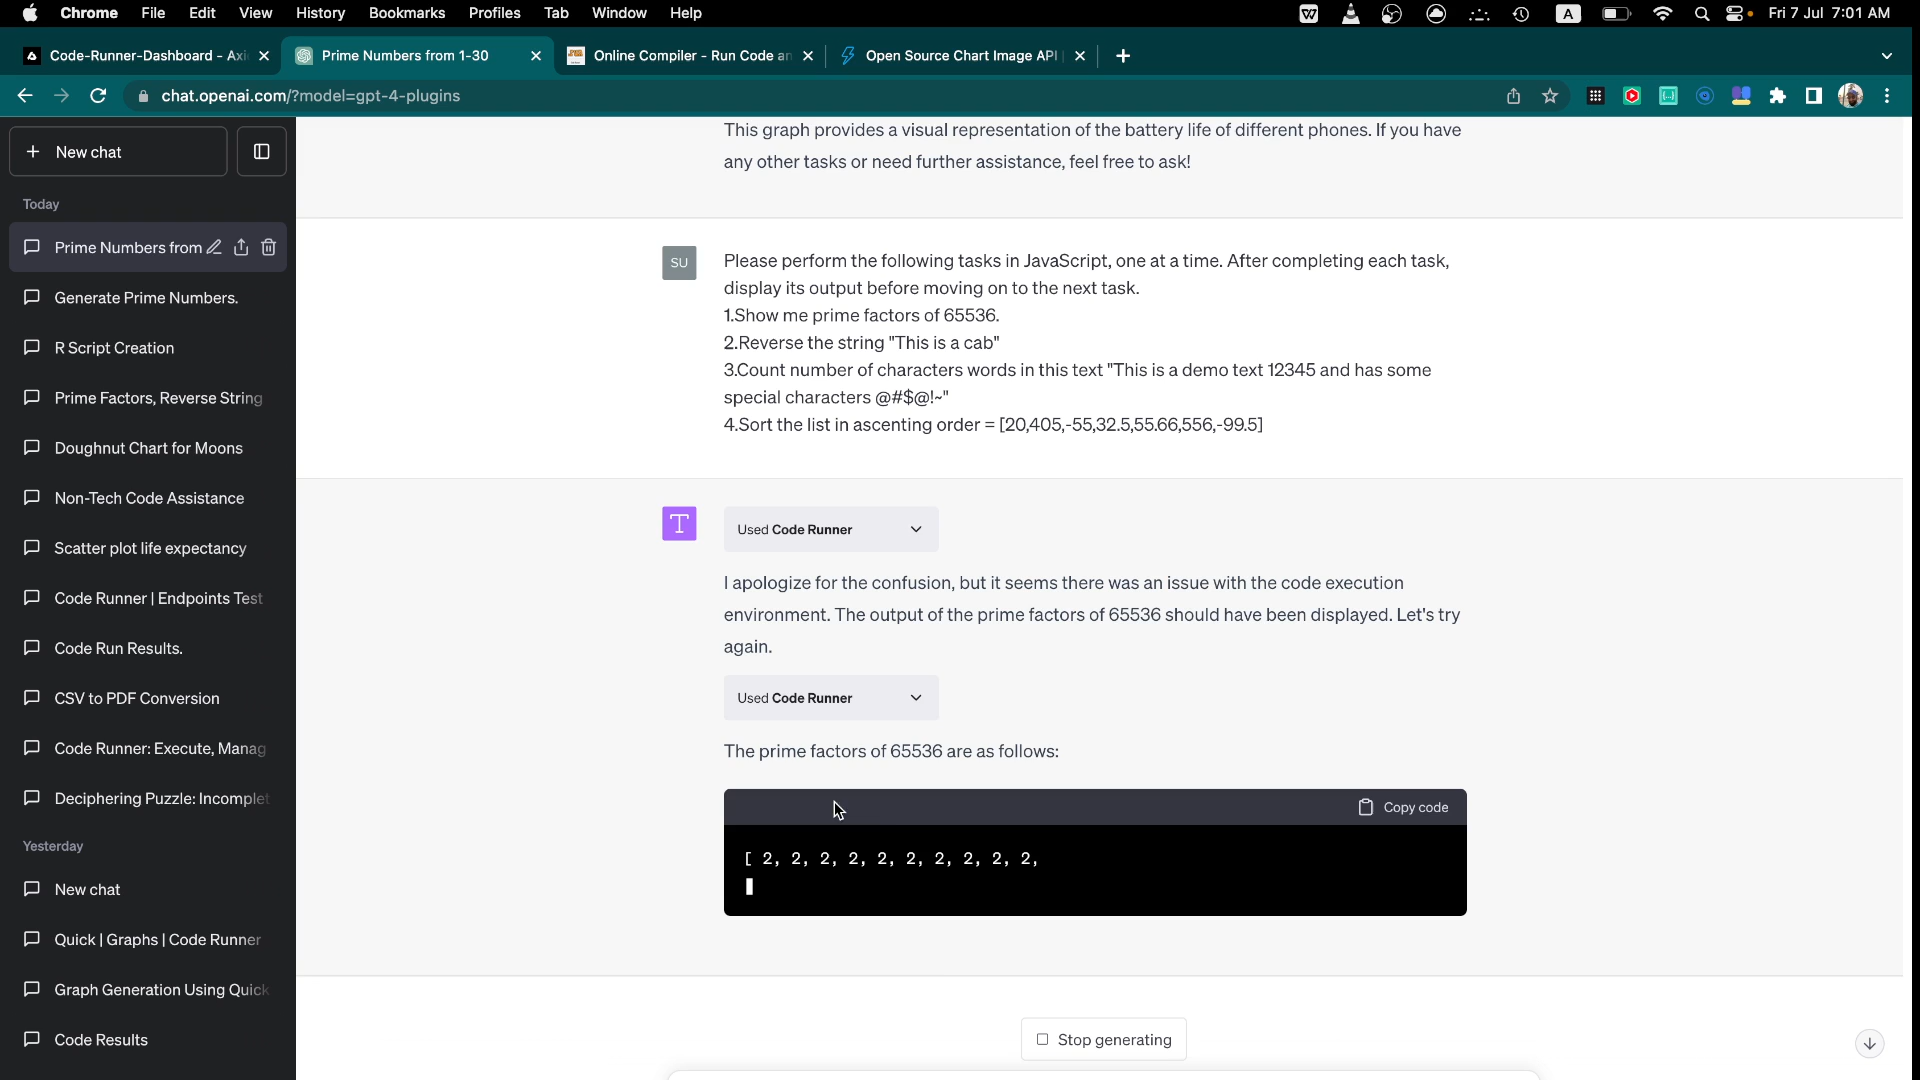 Chrome File Edit View History Bookmarks Profiles Tab Window Help
A
Fri 7 Jul 7:01 AM
Code-Runner-Dashboard - Axi
Prime Numbers from 1-30
Online Compiler - Run Code an
Open Source Chart Image API
chat.openai.com/?model=gpt-4-plugins
+ New chat
Today
Prime Numbers from
Generate Prime Numbers.
R Script Creation
Prime Factors, Reverse String
Doughnut Chart for Moons
Non-Tech Code Assistance
Scatter plot life expectancy
Code Runner | Endpoints Test
Code Run Results.
CSV to PDF Conversion
Code Runner: Execute, Manag
Deciphering Puzzle: Incomplet
Yesterday
New chat
Quick | Graphs | Code Runner
Graph Generation Using Quick
Code Results
This graph provides a visual representation of the battery life of different phones. If you have
any other tasks or need further assistance, feel free to ask!
SU
Please perform the following tasks in JavaScript, one at a time. After completing each task,
display its output before moving on to the next task.
1.Show me prime factors of 65536.
2.Reverse the string "This is a cab"
3.Count number of characters words in this text "This is a demo text 12345 and has some
special characters @#$@!~"
4.Sort the list in ascenting order = [20,405,-55,32.5,55.66,556,-99.5]
T
Used Code Runner
I apologize for the confusion, but it seems there was an issue with the code execution
environment. The output of the prime factors of 65536 should have been displayed. Let's try
again.
Used Code Runner
The prime factors of 65536 are as follows:
Copy code
[ 2, 2, 2, 2, 2, 2, 2, 2, 2, 2,
Stop generating